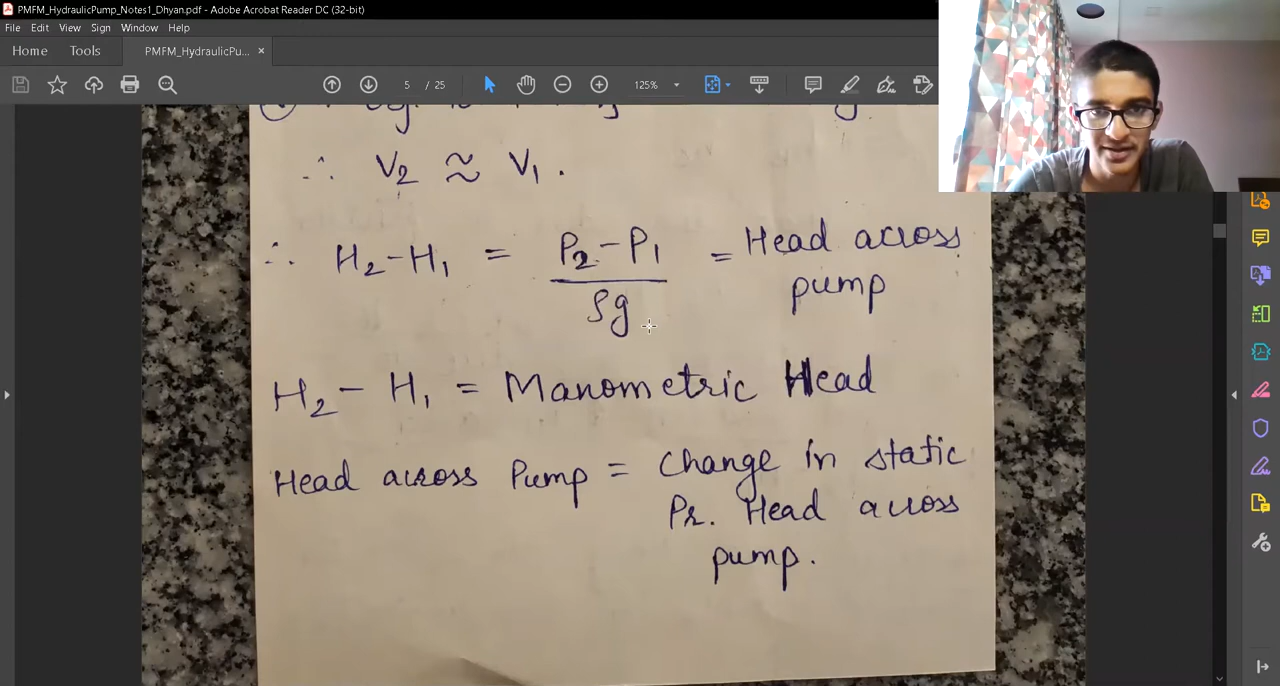 PMFM_HydraulicPump_Notes1_Dhyan.pdf - Adobe Acrobat Reader DC (32-bit)
File Edit View Sign Window Help
Home Tools PMFM_HydraulicPu... ×
5 / 25 125%
∴ V₂ ≈ V₁.
∴ H₂-H₁ = P₂-P₁ / ρg = Head across pump
H₂ - H₁ = Manometric Head
Head across Pump = Change in static
Pr. Head across
pump.